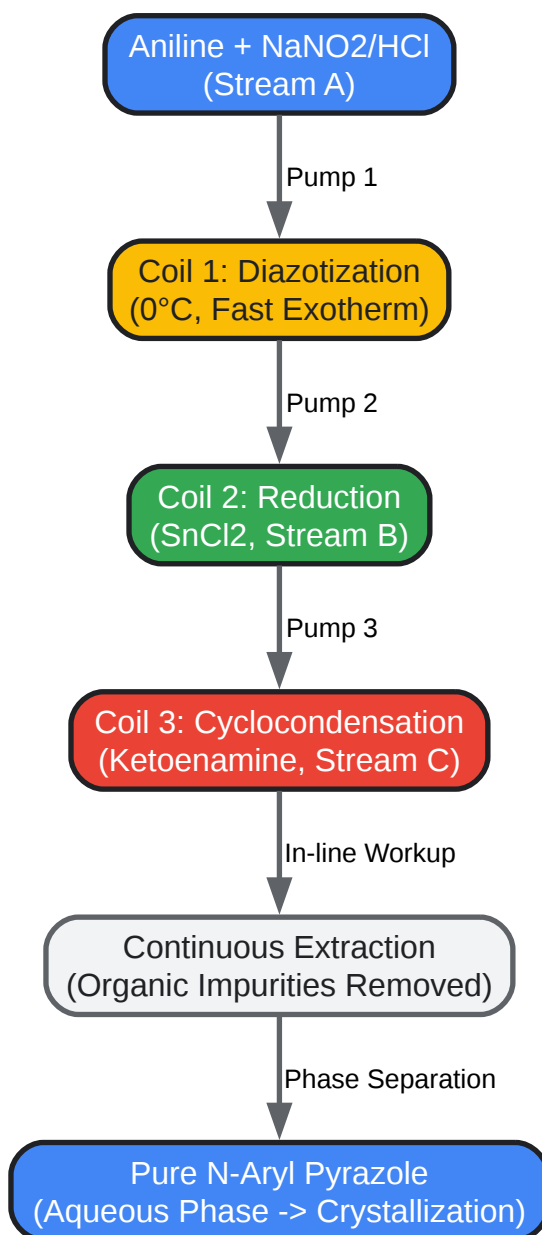 Aniline + NaNO2/HCl
(Stream A)
Pump 1
Coil 1: Diazotization
(0°C, Fast Exotherm)
Pump 2
Coil 2: Reduction
(SnCl2, Stream B)
Pump 3
Coil 3: Cyclocondensation
(Ketoenamine, Stream C)
In-line Workup
Continuous Extraction
(Organic Impurities Removed)
Phase Separation
Pure N-Aryl Pyrazole
(Aqueous Phase -> Crystallization)